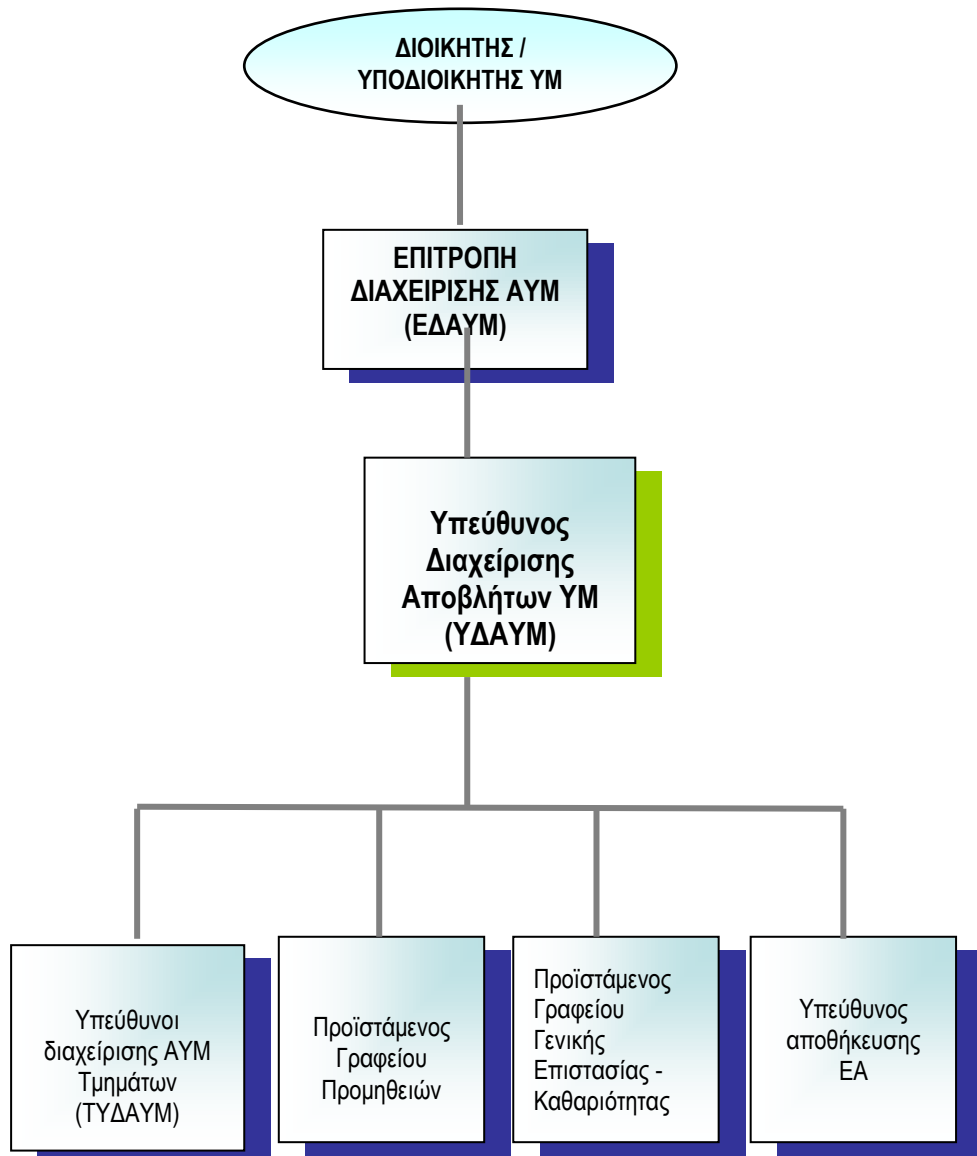 ΔΙΟΙΚΗΤΗΣ /
ΥΠΟΔΙΟΙΚΗΤΗΣ ΥΜ
ΕΠΙΤΡΟΠΗ
ΔΙΑΧΕΙΡΙΣΗΣ ΑΥΜ
(ΕΔΑΥΜ)
Υπεύθυνος
Διαχείρισης
Αποβλήτων ΥΜ
(ΥΔΑΥΜ)
Υπεύθυνοι
διαχείρισης ΑΥΜ
Τμημάτων
(ΤΥΔΑΥΜ)
Προϊστάμενος
Γραφείου
Προμηθειών
Προϊστάμενος
Γραφείου
Γενικής
Επιστασίας -
Καθαριότητας
Υπεύθυνος
αποθήκευσης
ΕΑ